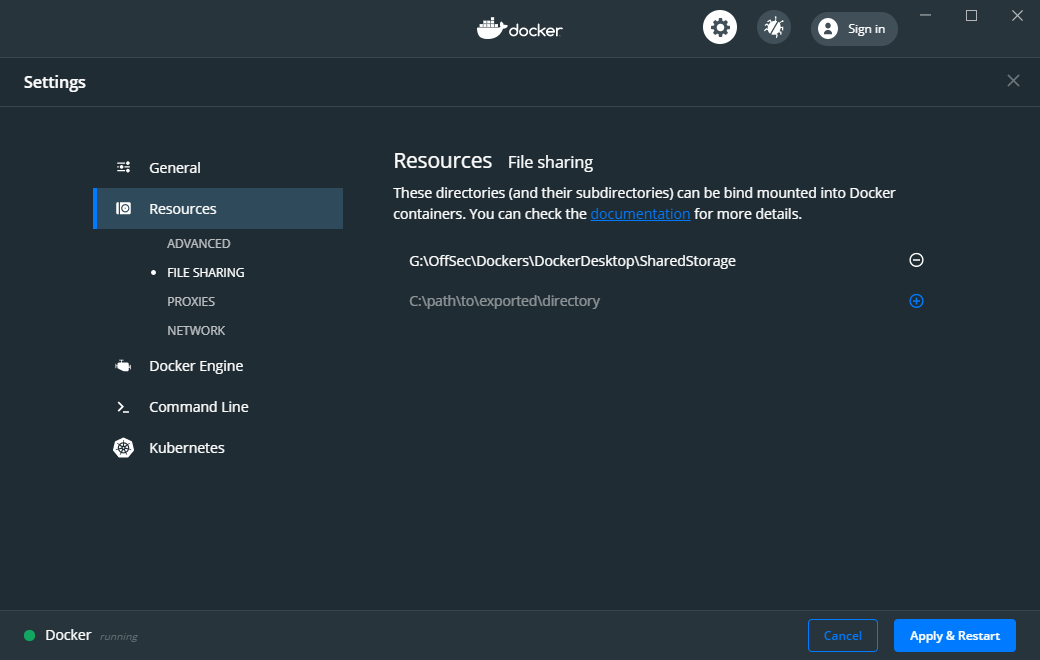 docker
Sign in
Settings
General
Resources
ADVANCED
FILE SHARING
PROXIES
NETWORK
Docker Engine
Command Line
Kubernetes
Resources File sharing
These directories (and their subdirectories) can be bind mounted into Docker
containers. You can check the documentation for more details.
G:\OffSec\Dockers\DockerDesktop\SharedStorage
C:\path\to\exported\directory
Docker running
Cancel
Apply & Restart